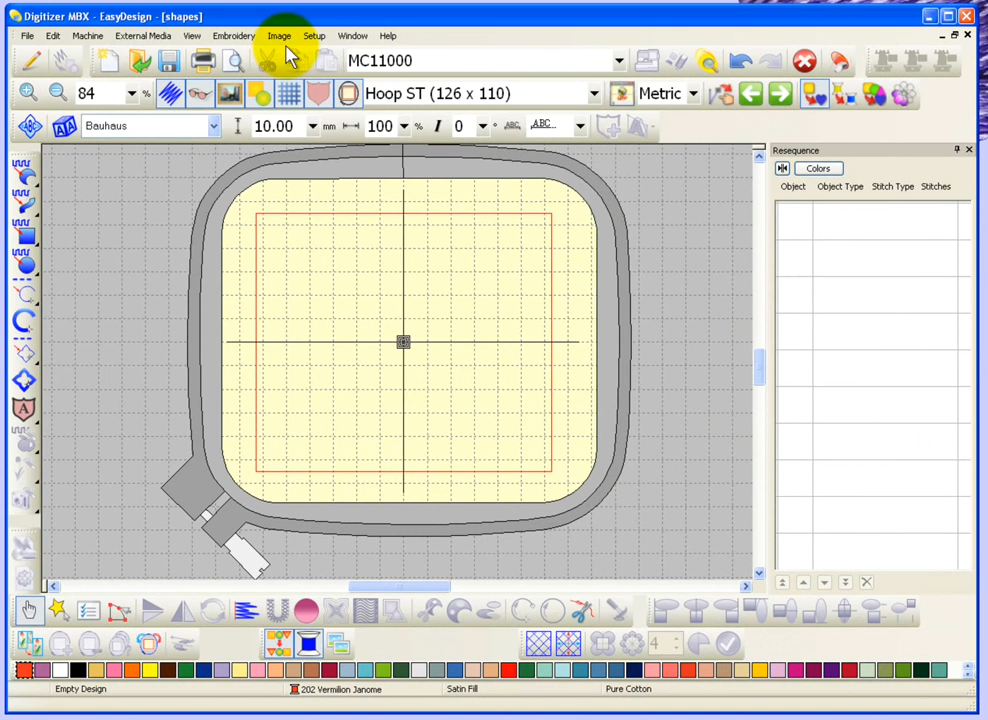 Digitizer MBX - EasyDesign - [shapes]
File Edit Machine External Media View Embroidery Image Setup Window Help
MC11000
84 % Hoop ST (126 x 110) Metric
ABC Bauhaus 10.00 mm 100 % I 0 ° ABC ABC
Resequence
Colors
Object Object Type Stitch Type Stitches
A
4
Empty Design 202 Vermilion Janome Satin Fill Pure Cotton